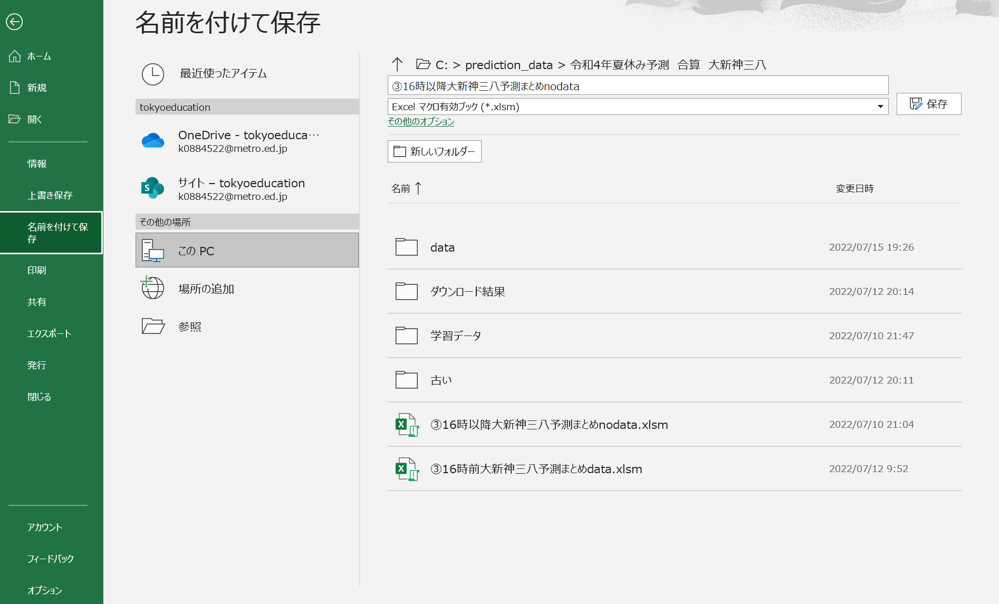 名前を付けて保存
ホーム
新規
開く
情報
上書き保存
名前を付けて保
存
印刷
共有
エクスポート
発行
閉じる
アカウント
フィードバック
オプション
最近使ったアイテム
tokyoeducation
OneDrive - tokyoeduca…
k0884522@metro.ed.jp
サイト – tokyoeducation
k0884522@metro.ed.jp
その他の場所
この PC
場所の追加
参照
C: > prediction_data > 令和4年夏休み予測　合算　大新神三八
③16時以降大新神三八予測まとめnodata
Excel マクロ有効ブック (*.xlsm)
保存
その他のオプション
新しいフォルダー
名前 ↑ 変更日時
data 2022/07/15 19:26
ダウンロード結果 2022/07/12 20:14
学習データ 2022/07/10 21:47
古い 2022/07/12 20:11
③16時以降大新神三八予測まとめnodata.xlsm 2022/07/10 21:04
③16時前大新神三八予測まとめdata.xlsm 2022/07/12 9:52